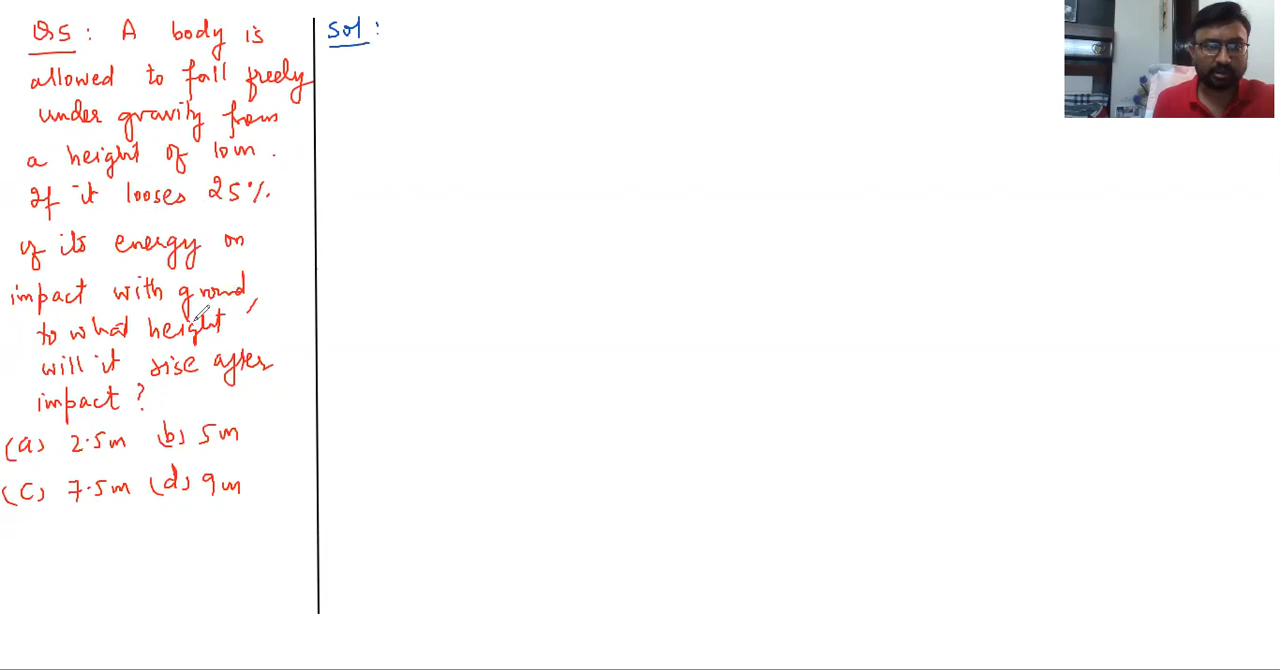 Q5 : A body is
allowed to fall freely
under gravity from
a height of 10m .
If it looses 25%
of its energy on
impact with ground,
to what height
will it rise after
impact ?
(a) 2.5m (b) 5m
(c) 7.5m (d) 9m
Sol :